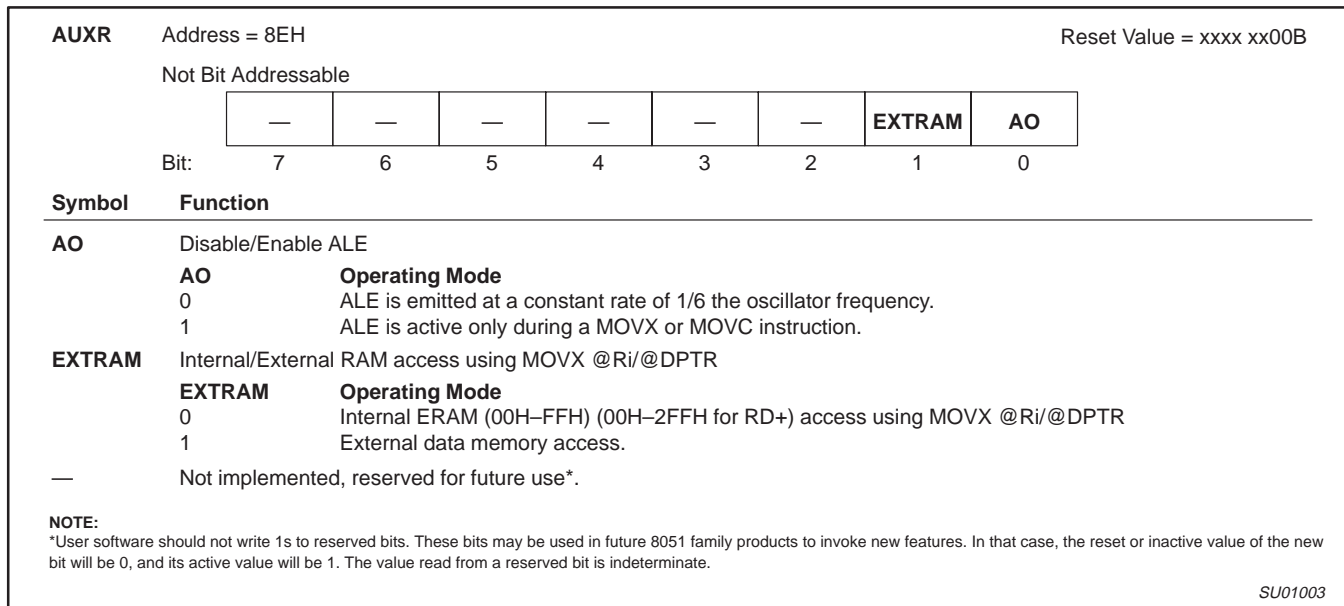 AUXR Address = 8EH Reset Value = xxxx xx00B
Not Bit Addressable
— — — — — — EXTRAM AO
Bit: 7 6 5 4 3 2 1 0
Symbol Function
AO Disable/Enable ALE
AO Operating Mode
0 ALE is emitted at a constant rate of 1/6 the oscillator frequency.
1 ALE is active only during a MOVX or MOVC instruction.
EXTRAM Internal/External RAM access using MOVX @Ri/@DPTR
EXTRAM Operating Mode
0 Internal ERAM (00H–FFH) (00H–2FFH for RD+) access using MOVX @Ri/@DPTR
1 External data memory access.
— Not implemented, reserved for future use*.
NOTE:
*User software should not write 1s to reserved bits. These bits may be used in future 8051 family products to invoke new features. In that case, the reset or inactive value of the new
bit will be 0, and its active value will be 1. The value read from a reserved bit is indeterminate.
SU01003